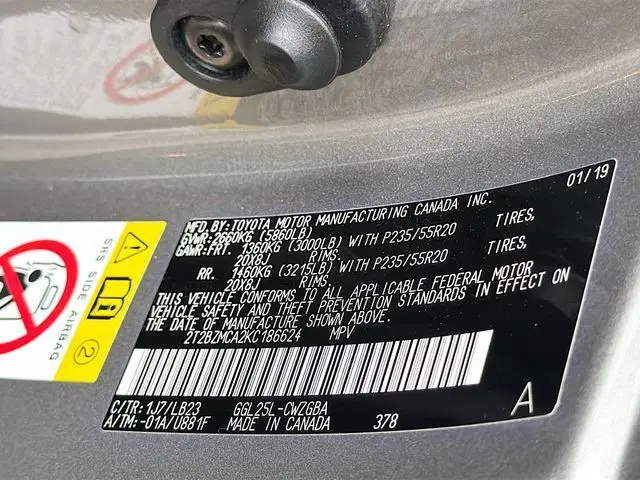 01/19
MFD. BY: TOYOTA MOTOR MANUFACTURING CANADA INC.
GVWR: 2660KG (5860LB)
GAWR: FRT. 1360KG (3000LB) WITH P235/55R20 TIRES,
20X8J RIMS.
RR. 1460KG (3215LB) WITH P235/55R20 TIRES,
20X8J RIMS.
THIS VEHICLE CONFORMS TO ALL APPLICABLE FEDERAL MOTOR
VEHICLE SAFETY AND THEFT PREVENTION STANDARDS IN EFFECT ON
THE DATE OF MANUFACTURE SHOWN ABOVE.
2T2BZMCA2KC186624 MPV
C/TR: 1J7/LB23 GGL25L-CWZGBA
A/TM: -01A/U881F MADE IN CANADA 378 A
SRS SIDE AIRBAG
2